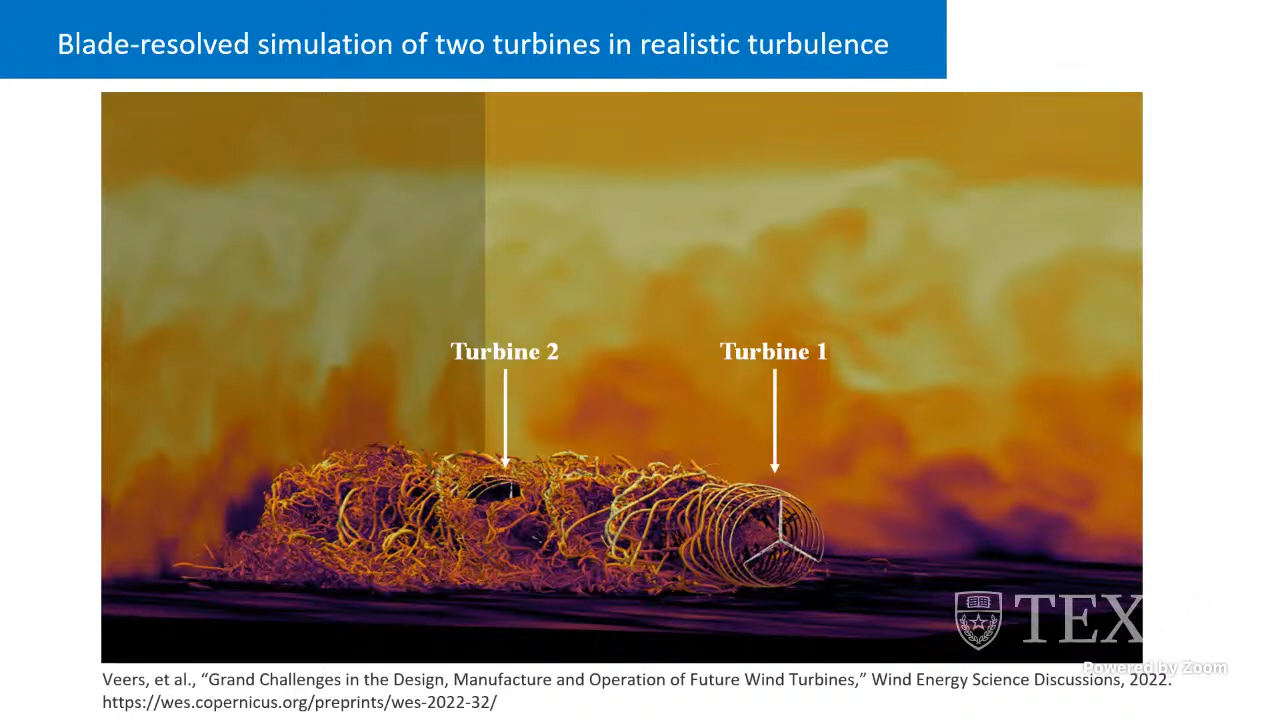 Blade-resolved simulation of two turbines in realistic turbulence
Turbine 2
Turbine 1
TEX
Powered by Zoom
Veers, et al., “Grand Challenges in the Design, Manufacture and Operation of Future Wind Turbines,” Wind Energy Science Discussions, 2022.
https://wes.copernicus.org/preprints/wes-2022-32/